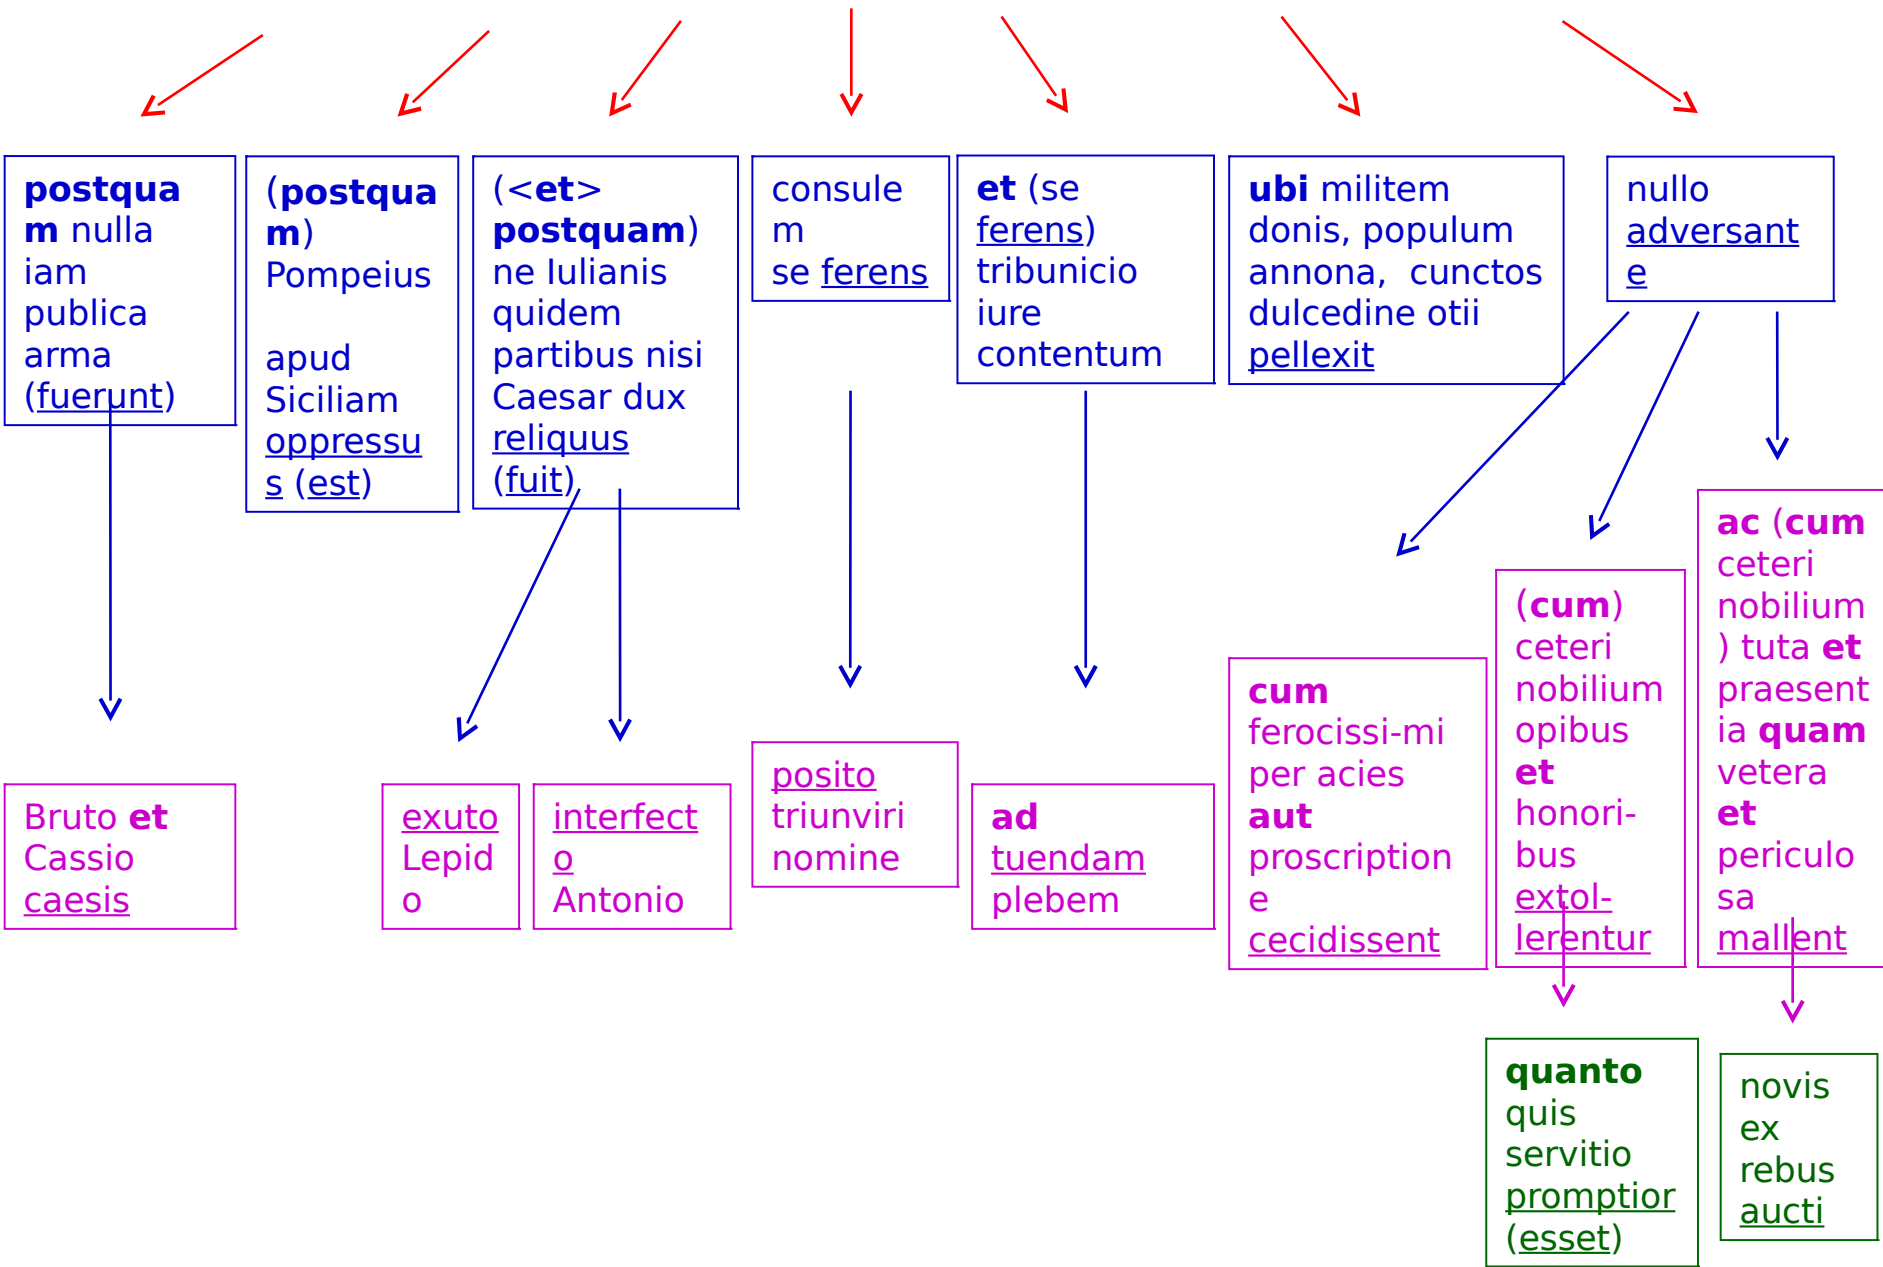 postqua
m nulla
iam
publica
arma
(fuerunt)
(postqua
m)
Pompeius
apud
Siciliam
oppressu
s (est)
(<et>
postquam)
ne Iulianis
quidem
partibus nisi
Caesar dux
reliquus
(fuit)
consule
m
se ferens
et (se
ferens)
tribunicio
iure
contentum
ubi militem
donis, populum
annona, cunctos
dulcedine otii
pellexit
nullo
adversant
e
Bruto et
Cassio
caesis
exuto
Lepid
o
interfect
o
Antonio
posito
triunviri
nomine
ad
tuendam
plebem
cum
ferocissi-mi
per acies
aut
proscription
e
cecidissent
(cum)
ceteri
nobilium
opibus
et
honori-
bus
extol-
lerentur
ac (cum
ceteri
nobilium
) tuta et
praesent
ia quam
vetera
et
periculo
sa
mallent
quanto
quis
servitio
promptior
(esset)
novis
ex
rebus
aucti